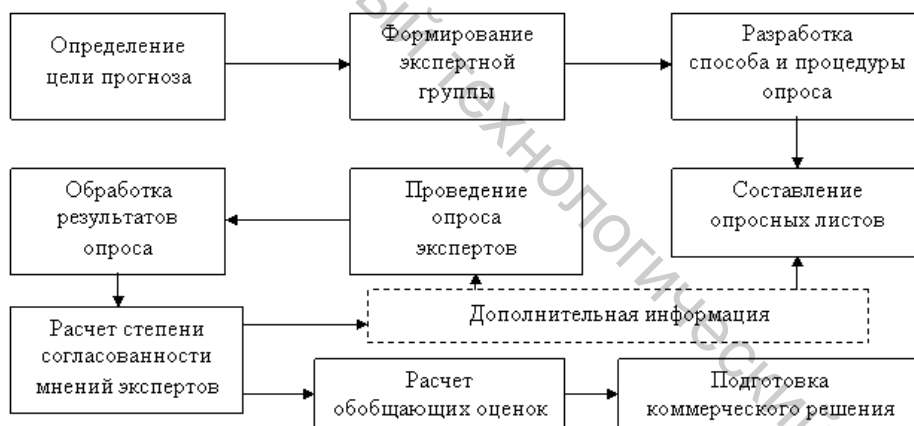 Определение
цели прогноза
Формирование
экспертной
группы
Разработка
способа и процедуры
опроса
Обработка
результатов
опроса
Проведение
опроса
экспертов
Составление
опросных листов
Расчет степени
согласованности
мнений экспертов
Дополнительная информация
Расчет
обобщающих оценок
Подготовка
коммерческого решения
технологический